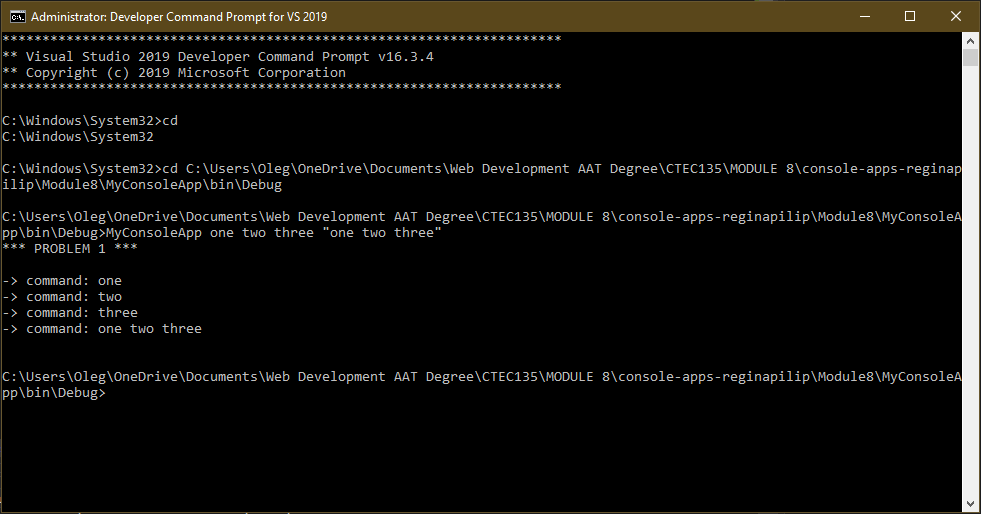 Administrator: Developer Command Prompt for VS 2019
**********************************************************************
** Visual Studio 2019 Developer Command Prompt v16.3.4
** Copyright (c) 2019 Microsoft Corporation
**********************************************************************
C:\Windows\System32>cd
C:\Windows\System32
C:\Windows\System32>cd C:\Users\Oleg\OneDrive\Documents\Web Development AAT Degree\CTEC135\MODULE 8\console-apps-reginap
ilip\Module8\MyConsoleApp\bin\Debug
C:\Users\Oleg\OneDrive\Documents\Web Development AAT Degree\CTEC135\MODULE 8\console-apps-reginapilip\Module8\MyConsoleA
pp\bin\Debug>MyConsoleApp one two three "one two three"
*** PROBLEM 1 ***
-> command: one
-> command: two
-> command: three
-> command: one two three
C:\Users\Oleg\OneDrive\Documents\Web Development AAT Degree\CTEC135\MODULE 8\console-apps-reginapilip\Module8\MyConsoleA
pp\bin\Debug>